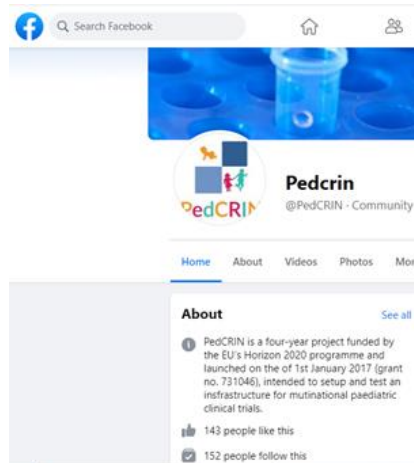 Search Facebook
PedCRIN
Pedcrin
@PedCRIN · Community
Home About Videos Photos Mor
About See all
PedCRIN is a four-year project funded by
the EU's Horizon 2020 programme and
launched on the of 1st January 2017 (grant
no. 731046), intended to setup and test an
insfrastructure for mutinational paediatric
clinical trials.
143 people like this
152 people follow this